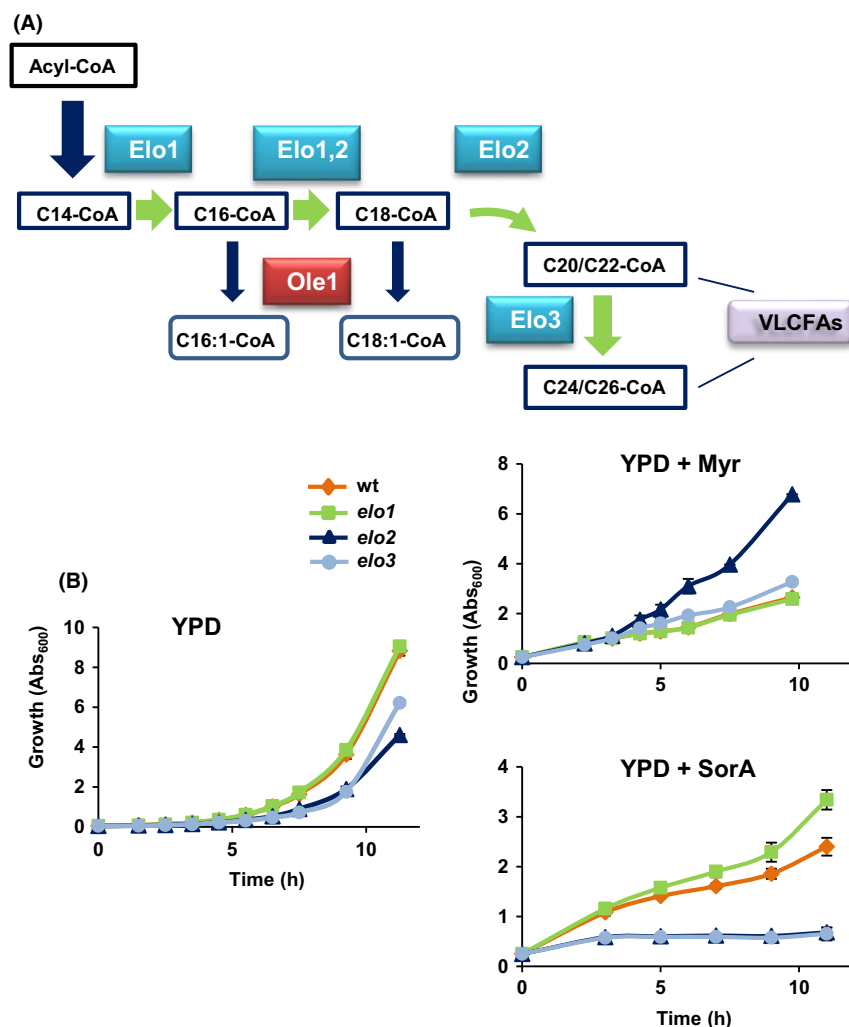 (A)
Acyl-CoA
Elo1
Elo1,2
Elo2
C14-CoA
C16-CoA
C18-CoA
C20/C22-CoA
Ole1
Elo3
VLCFAs
C16:1-CoA
C18:1-CoA
C24/C26-CoA
wt
elo1
elo2
elo3
(B)
YPD
Growth (Abs600)
10
8
6
4
2
0
0
5
10
Time (h)
YPD + Myr
Growth (Abs600)
8
6
4
2
0
0
5
10
YPD + SorA
Growth (Abs600)
4
3
2
1
0
0
5
10
Time (h)